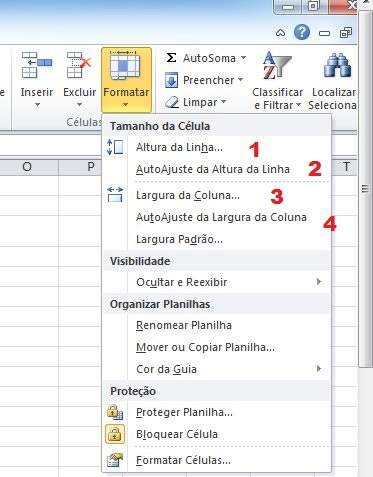 Inserir Excluir Formatar
Células
Σ AutoSoma
Preencher
Limpar
Classificar
e Filtrar
Localizar
Seleciona
O P T
Tamanho da Célula
Altura da Linha... 1
AutoAjuste da Altura da Linha 2
Largura da Coluna... 3
AutoAjuste da Largura da Coluna 4
Largura Padrão...
Visibilidade
Ocultar e Reexibir
Organizar Planilhas
Renomear Planilha
Mover ou Copiar Planilha...
Cor da Guia
Proteção
Proteger Planilha...
Bloquear Célula
Formatar Células...